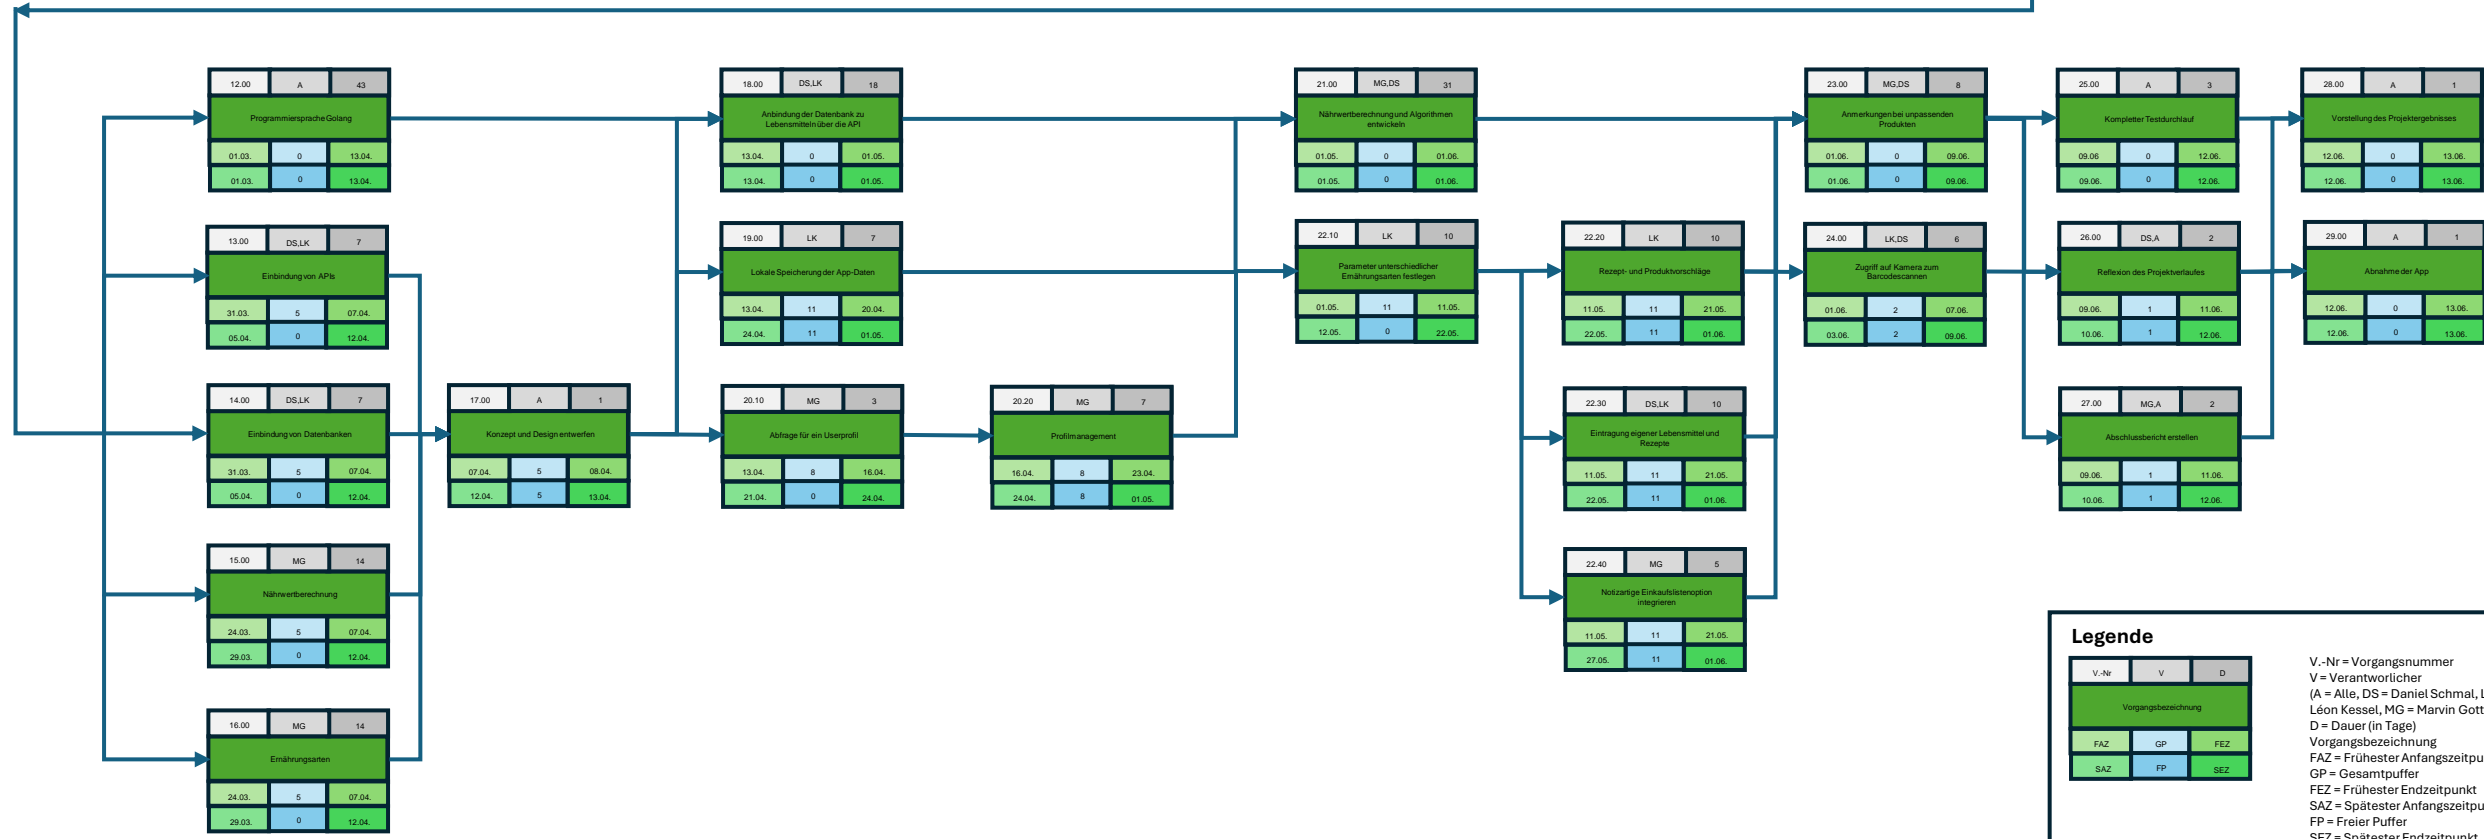 12.00 A 43
Programmiersprache Golang
01.03. 0 13.04.
01.03. 0 13.04.
13.00 DS,LK 7
Einbindung von APIs
31.03. 5 07.04.
05.04. 0 12.04.
14.00 DS,LK 7
Einbindung von Datenbanken
31.03. 5 07.04.
05.04. 0 12.04.
15.00 MG 14
Nährwertberechnung
24.03. 5 07.04.
29.03. 0 12.04.
16.00 MG 14
Ernährungsarten
24.03. 5 07.04.
29.03. 0 12.04.
17.00 A 1
Konzept und Design entwerfen
07.04. 5 08.04.
12.04. 5 13.04.
18.00 DS,LK 18
Anbindung der Datenbank zu
Lebensmitteln über die API
13.04. 0 01.05.
13.04. 0 01.05.
19.00 LK 7
Lokale Speicherung der App-Daten
13.04. 11 20.04.
24.04. 11 01.05.
20.10 MG 3
Abfrage für ein Userprofil
13.04. 8 16.04.
21.04. 0 24.04.
20.20 MG 7
Profilmanagement
16.04. 8 23.04.
24.04. 8 01.05.
21.00 MG,DS 31
Nährwertberechnung und Algorithmen
entwickeln
01.05. 0 01.06.
01.05. 0 01.06.
22.10 LK 10
Parameter unterschiedlicher
Ernährungsarten festlegen
01.05. 11 11.05.
12.05. 0 22.05.
22.20 LK 10
Rezept- und Produktvorschläge
11.05. 11 21.05.
22.05. 11 01.06.
22.30 DS,LK 10
Eintragung eigener Lebensmittel und
Rezepte
11.05. 11 21.05.
22.05. 11 01.06.
22.40 MG 5
Notizartige Einkaufslistenoption
integrieren
11.05. 11 21.05.
27.05. 11 01.06.
23.00 MG,DS 8
Anmerkungen bei unpassenden
Produkten
01.06. 0 09.06.
01.06. 0 09.06.
24.00 LK,DS 6
Zugriff auf Kamera zum
Barcodescannen
01.06. 2 07.06.
03.06. 2 09.06.
25.00 A 3
Kompletter Testdurchlauf
09.06 0 12.06.
09.06. 0 12.06.
26.00 DS,A 2
Reflexion des Projektverlaufes
09.06. 1 11.06.
10.06. 1 12.06.
27.00 MG,A 2
Abschlussbericht erstellen
09.06. 1 11.06.
10.06. 1 12.06.
28.00 A 1
Vorstellung des Projektergebnisses
12.06. 0 13.06.
12.06. 0 13.06.
29.00 A 1
Abnahme der App
12.06. 0 13.06.
12.06. 0 13.06.
Legende
V.-Nr V D
Vorgangsbezeichnung
FAZ GP FEZ
SAZ FP SEZ
V.-Nr = Vorgangsnummer
V = Verantworlicher
(A = Alle, DS = Daniel Schmal, L
Léon Kessel, MG = Marvin Gott
D = Dauer (in Tage)
Vorgangsbezeichnung
FAZ = Frühester Anfangszeitpu
GP = Gesamtpuffer
FEZ = Frühester Endzeitpunkt
SAZ = Spätester Anfangszeitpu
FP = Freier Puffer
SEZ = Spätester Endzeitpunkt